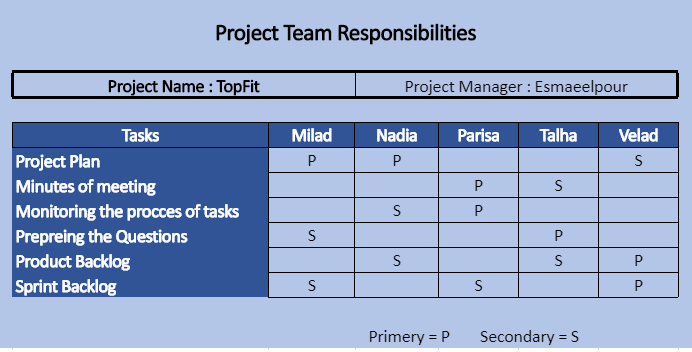 Project Team Responsibilities
Project Name : TopFit Project Manager : Esmaeelpour
Tasks Milad Nadia Parisa Talha Velad
Project Plan P P S
Minutes of meeting P S
Monitoring the procces of tasks S P
Prepreing the Questions S P
Product Backlog S S P
Sprint Backlog S S P
Primery = P Secondary = S